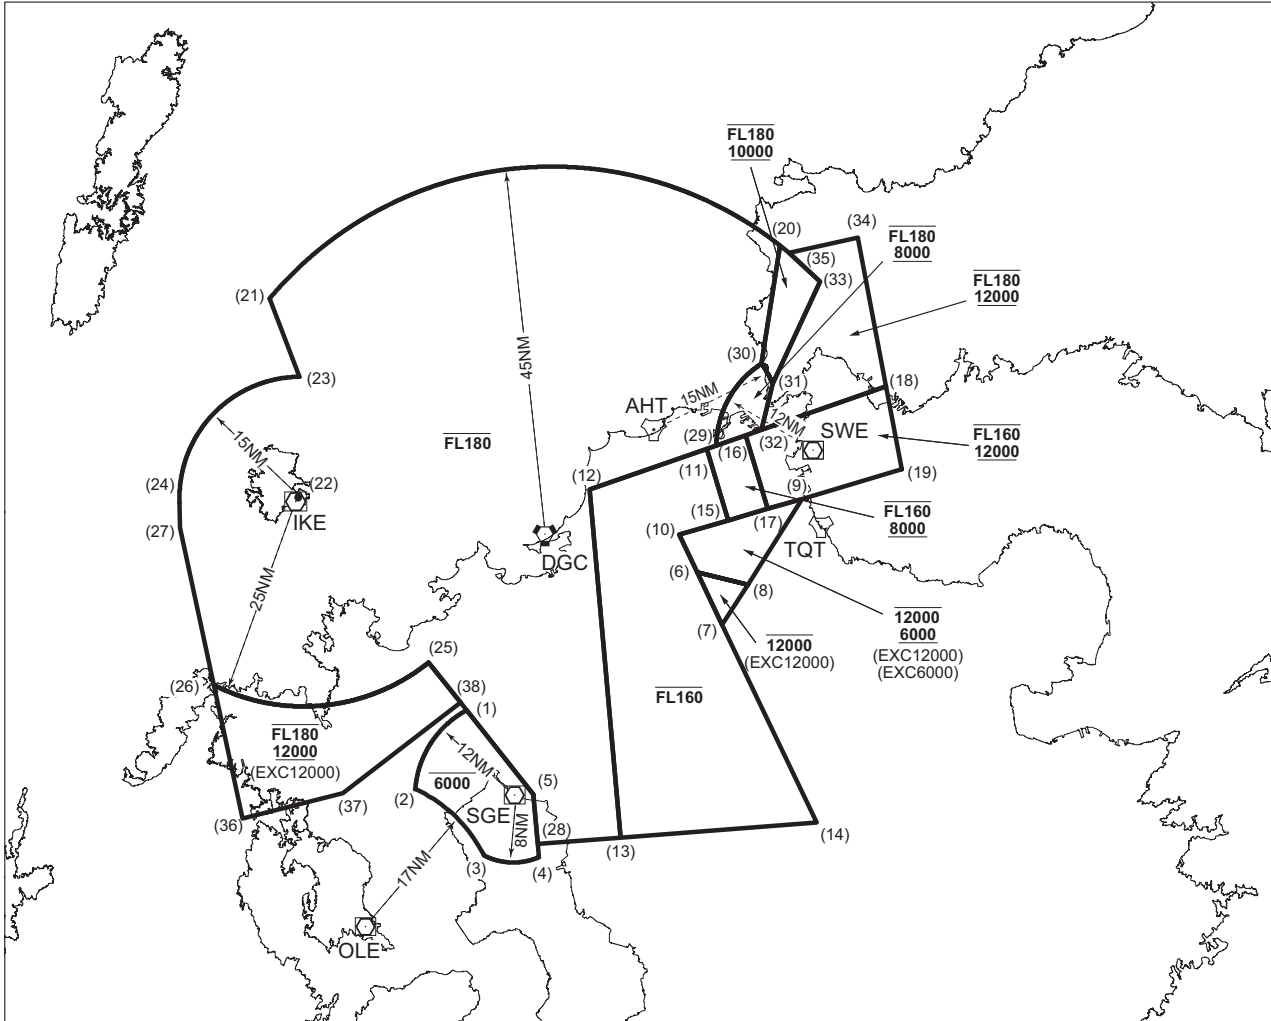 FL180
10000
(20)
(34)
(35)
FL180
8000
(33)
FL180
12000
(21)
45NM
(30)
(23)
(31)
(18)
15NM
AHT
12NM
15NM
FL180
(29)
(16)
(32)
SWE
FL160
12000
(11)
(12)
(19)
(24)
(22)
(9)
IKE
(15)
(17)
FL160
8000
(27)
(10)
TQT
DGC
(6)
(8)
25NM
(7)
12000
(EXC12000)
12000
6000
(EXC12000)
(EXC6000)
(25)
(26)
(38)
(1)
FL160
FL180
12000
(EXC12000)
12NM
6000
(5)
(2)
(37)
SGE
(36)
(28)
8NM
(14)
(13)
(3)
(4)
17NM
OLE